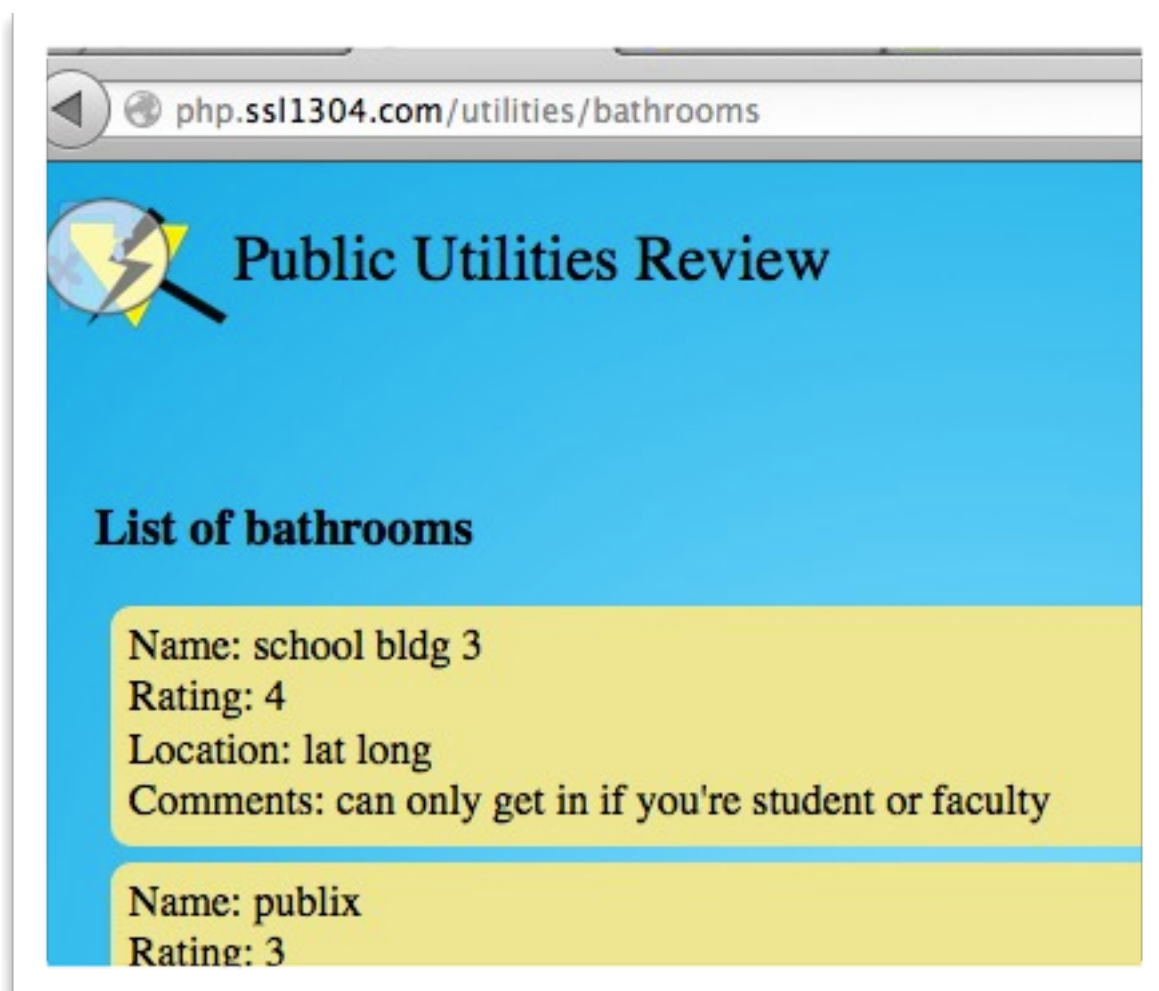 php.ssl1304.com/utilities/bathrooms
Public Utilities Review
List of bathrooms
Name: school bldg 3
Rating: 4
Location: lat long
Comments: can only get in if you're student or faculty
Name: publix
Rating: 3